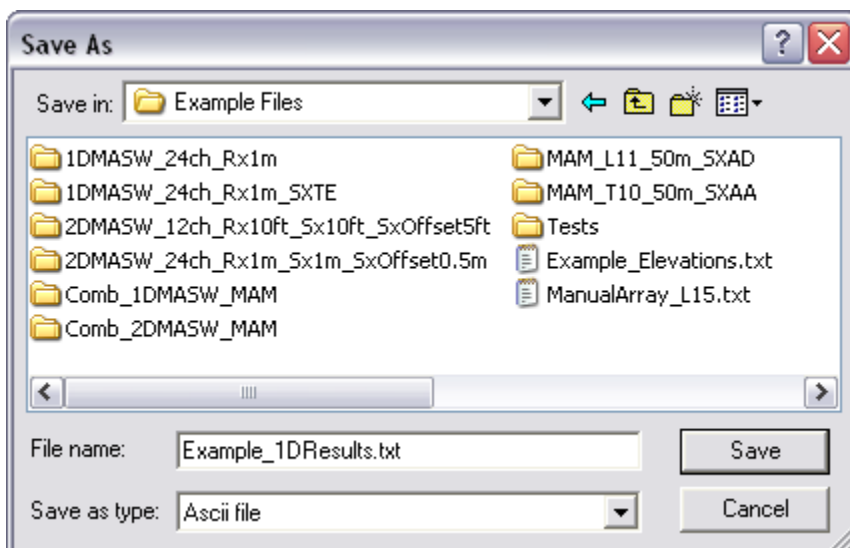 Save As
Save in: Example Files
1DMASW_24ch_Rx1m
1DMASW_24ch_Rx1m_SXTE
2DMASW_12ch_Rx10ft_Sx10ft_SxOffset5ft
2DMASW_24ch_Rx1m_Sx1m_SxOffset0.5m
Comb_1DMASW_MAM
Comb_2DMASW_MAM
MAM_L11_50m_SXAD
MAM_T10_50m_SXAA
Tests
Example_Elevations.txt
ManualArray_L15.txt
File name: Example_1DResults.txt
Save
Save as type: Ascii file
Cancel